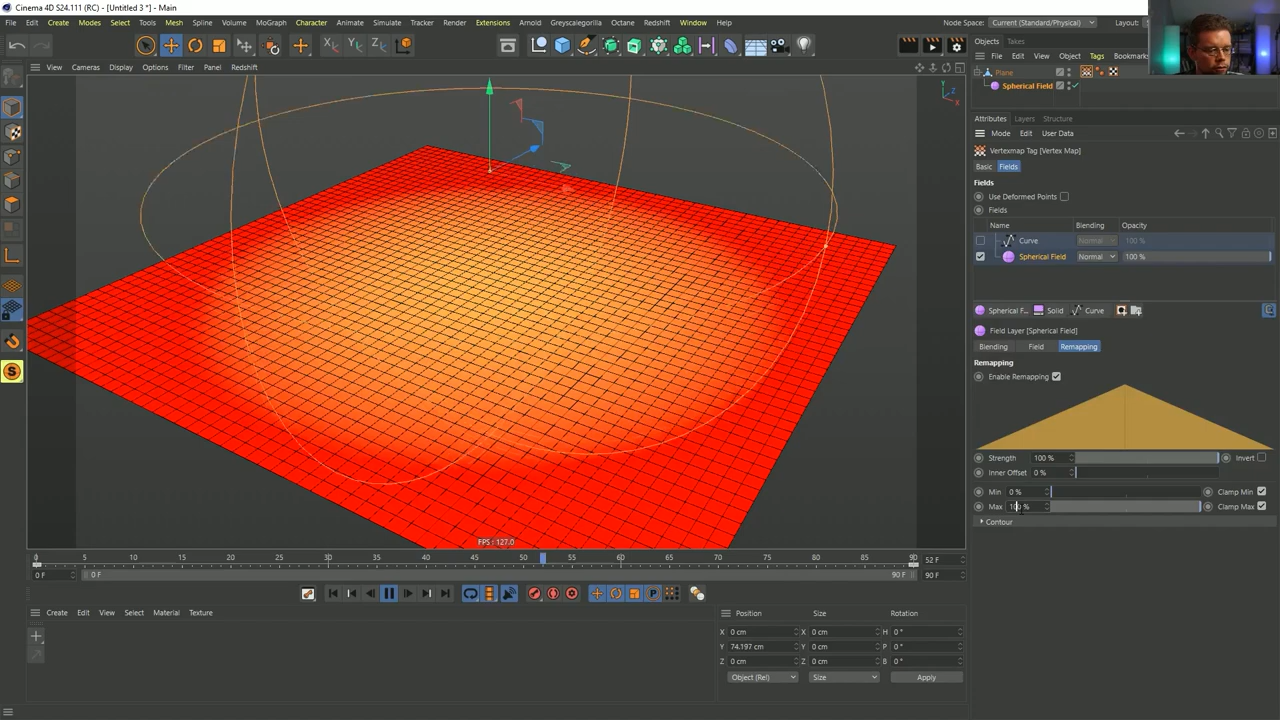 Cinema 4D S24.111 (RC) - [Untitled 3 *] - Main
File Edit Create Modes Select Tools Mesh Spline Volume MoGraph Character Animate Simulate Tracker Render Extensions Arnold Greyscalegorilla Octane Redshift Window Help Node Space: Current (Standard/Physical) Layout:
View Cameras Display Options Filter Panel Redshift
Objects Takes
File Edit View Object Tags Bookmarks
Plane
Spherical Field
Attributes Layers Structure
Mode Edit User Data
Vertexmap Tag [Vertex Map]
Basic Fields
Fields
Use Deformed Points
Fields
Name Blending Opacity
Curve Normal 100 %
Spherical Field Normal 100 %
Spherical F... Solid Curve
Field Layer [Spherical Field]
Blending Field Remapping
Remapping
Enable Remapping
Strength 100 % Invert
Inner Offset 0 %
Min 0 % Clamp Min
Max 100 % Clamp Max
Contour
Y Z X
S
FPS : 127.0
0 5 10 15 20 25 30 35 40 45 50 55 60 65 70 75 80 85 90 52 F
0 F 0 F 90 F 90 F
P
Create Edit View Select Material Texture
Position Size Rotation
X 0 cm X 0 cm H 0 °
Y 74.197 cm Y 0 cm P 0 °
Z 0 cm Z 0 cm B 0 °
Object (Rel) Size Apply